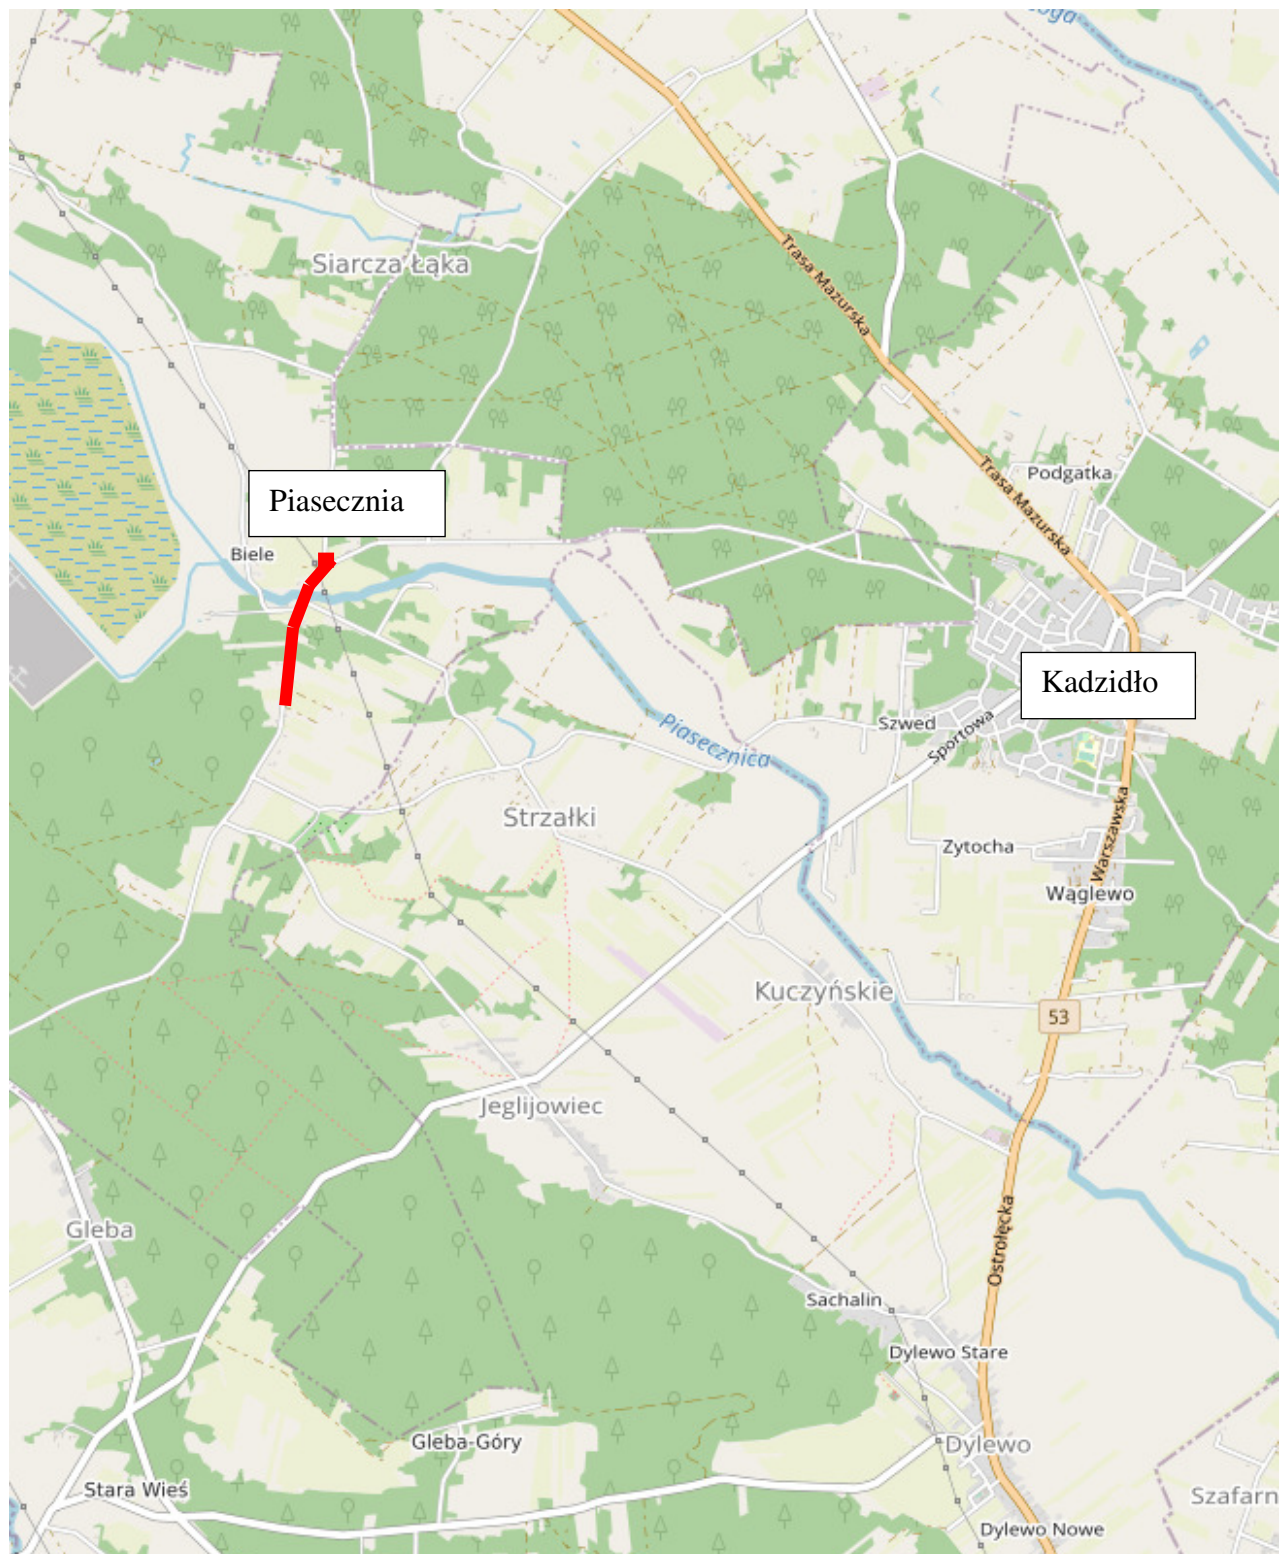 oga
Siarcza Łąka
Trasa Mazurska
Trasa Mazurska
Podgatka
Piasecznia
Biele
Kadzidło
Szwed
Sportowa
Piasecznica
Strzałki
Zytocha
Warszawska
Wąglewo
Kuczyńskie
53
Jeglijowiec
Gleba
Ostrołęcka
Sachalin
Dylewo Stare
Gleba-Góry
Dylewo
Stara Wieś
Szafarn
Dylewo Nowe